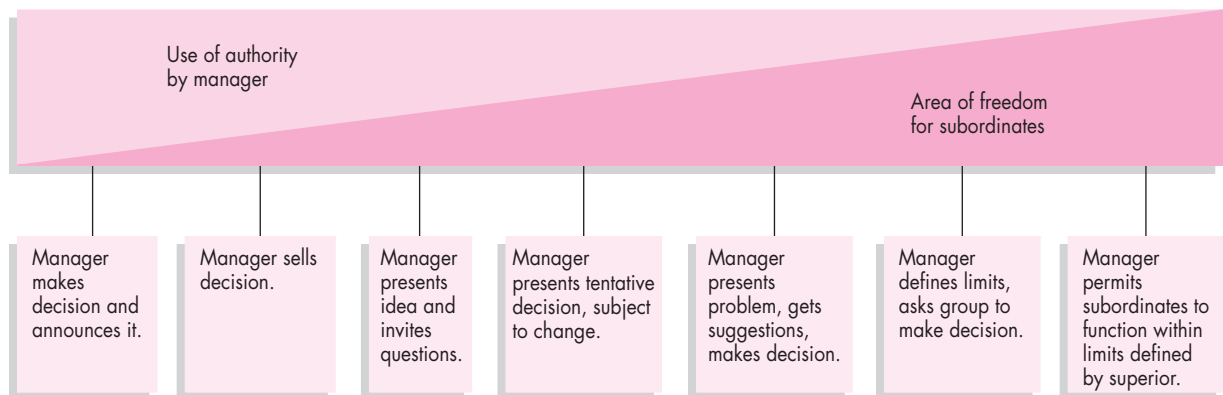 Use of authority
by manager
Area of freedom
for subordinates
Manager
makes
decision and
announces it.
Manager sells
decision.
Manager
presents
idea and
invites
questions.
Manager
presents tentative
decision, subject
to change.
Manager
presents
problem, gets
suggestions,
makes decision.
Manager
defines limits,
asks group to
make decision.
Manager
permits
subordinates to
function within
limits defined
by superior.